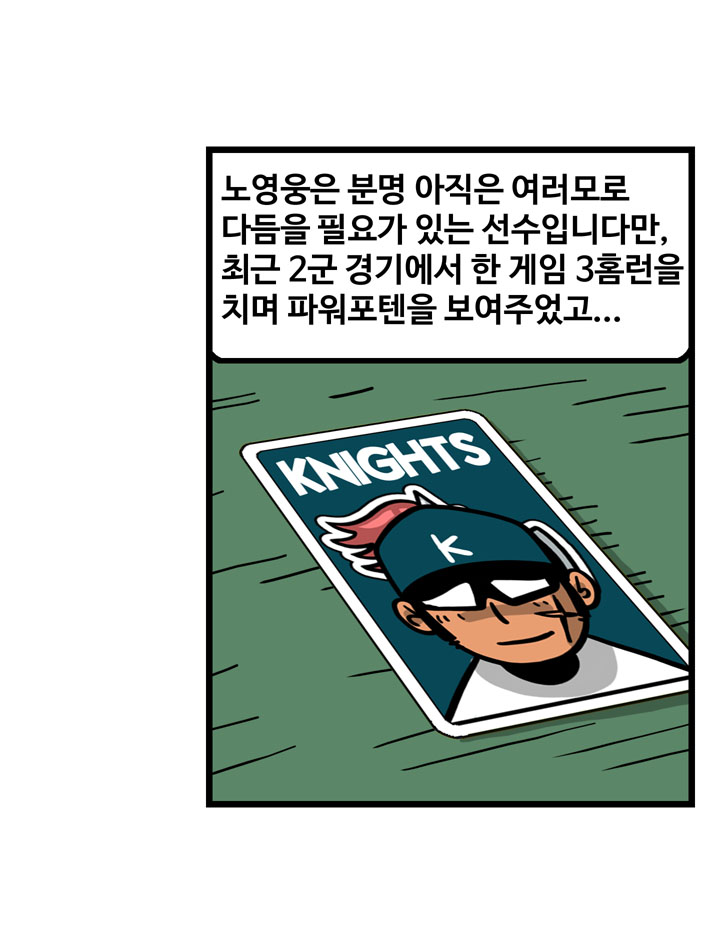 노영웅은 분명 아직은 여러모로
다듬을 필요가 있는 선수입니다만,
최근 2군 경기에서 한 게임 3홈런을
치며 파워포텐을 보여주었고...
KNIGHTS
K